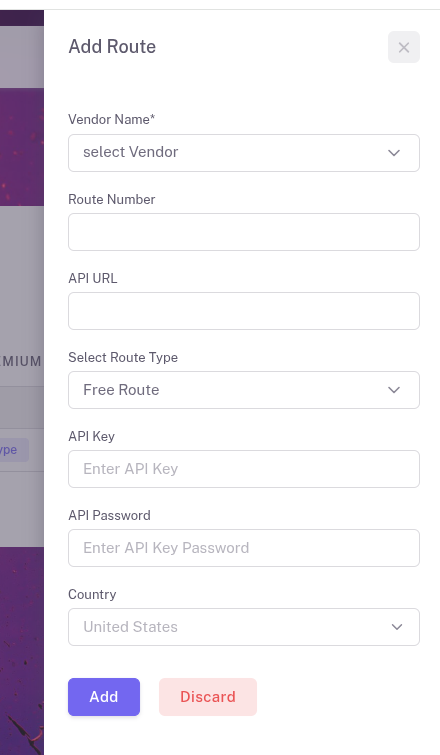 Add Route
Vendor Name*
select Vendor
Route Number
API URL
EMIUM
Select Route Type
Free Route
API Key
ype
Enter API Key
API Password
Enter API Key Password
Country
United States
Add
Discard